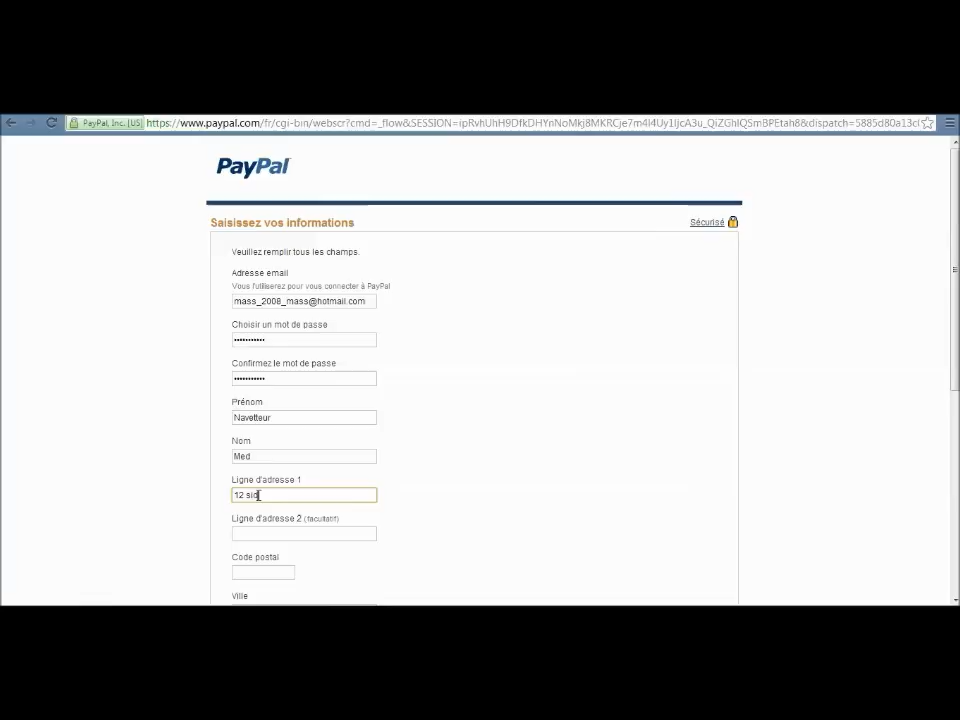 PayPal, Inc. [US] https://www.paypal.com/fr/cgi-bin/webscr?cmd=_flow&SESSION=
PayPal
Saisissez vos informations
Sécurisé
Veuillez remplir tous les champs.
Adresse email
Vous l'utiliserez pour vous connecter à PayPal
mass_2008_mass@hotmail.com
Choisir un mot de passe
•••••••••••
Confirmez le mot de passe
•••••••••••
Prénom
Navetteur
Nom
Med
Ligne d'adresse 1
12 sid
Ligne d'adresse 2 (facultatif)
Code postal
Ville